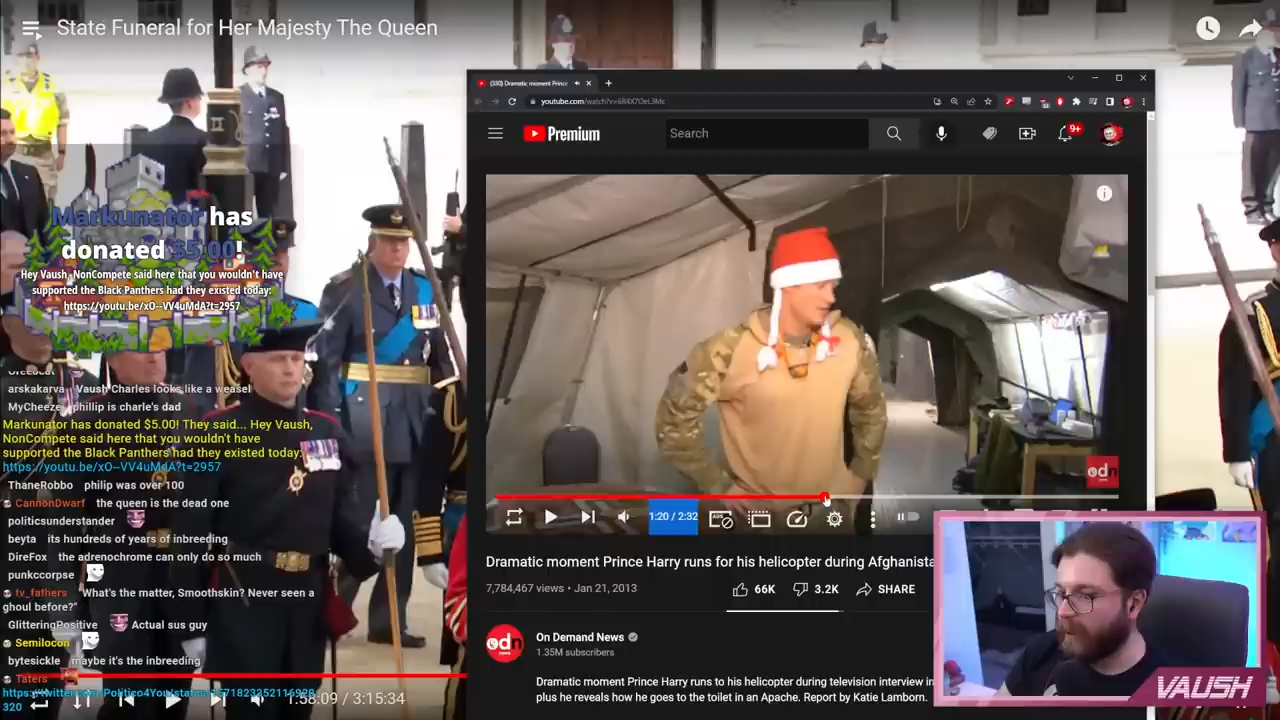 State Funeral for Her Majesty The Queen
(330) Dramatic moment Prince
Premium
Search
9+
Markunator has
donated $5.00!
Hey Vaush, NonCompete said here that you wouldn't have
supported the Black Panthers had they existed today:
https://youtu.be/xO--VV4uMdA?t=2957
arskakarva Vaush Charles looks like a weasel
MyCheeze phillip is charle's dad
Markunator has donated $5.00! They said... Hey Vaush,
NonCompete said here that you wouldn't have
supported the Black Panthers had they existed today:
https://youtu.be/xO--VV4uMdA?t=2957
ThaneRobbo philip was over 100
CannonDwarf the queen is the dead one
politicsunderstander
beyta its hundreds of years of inbreeding
DireFox the adrenochrome can only do so much
punkccorpse
tv_fathers "What's the matter, Smoothskin? Never seen a
ghoul before?"
GlitteringPositive Actual sus guy
Semilocon
bytesickle maybe it's the inbreeding
Taters
320
1:58:09 / 3:15:34
odn
1:20 / 2:32
Dramatic moment Prince Harry runs for his helicopter during Afghanista
7,784,467 views • Jan 21, 2013
66K
3.2K
SHARE
odn
On Demand News
1.35M subscribers
Dramatic moment Prince Harry runs to his helicopter during television interview in
plus he reveals how he goes to the toilet in an Apache. Report by Katie Lamborn.
VAUSH